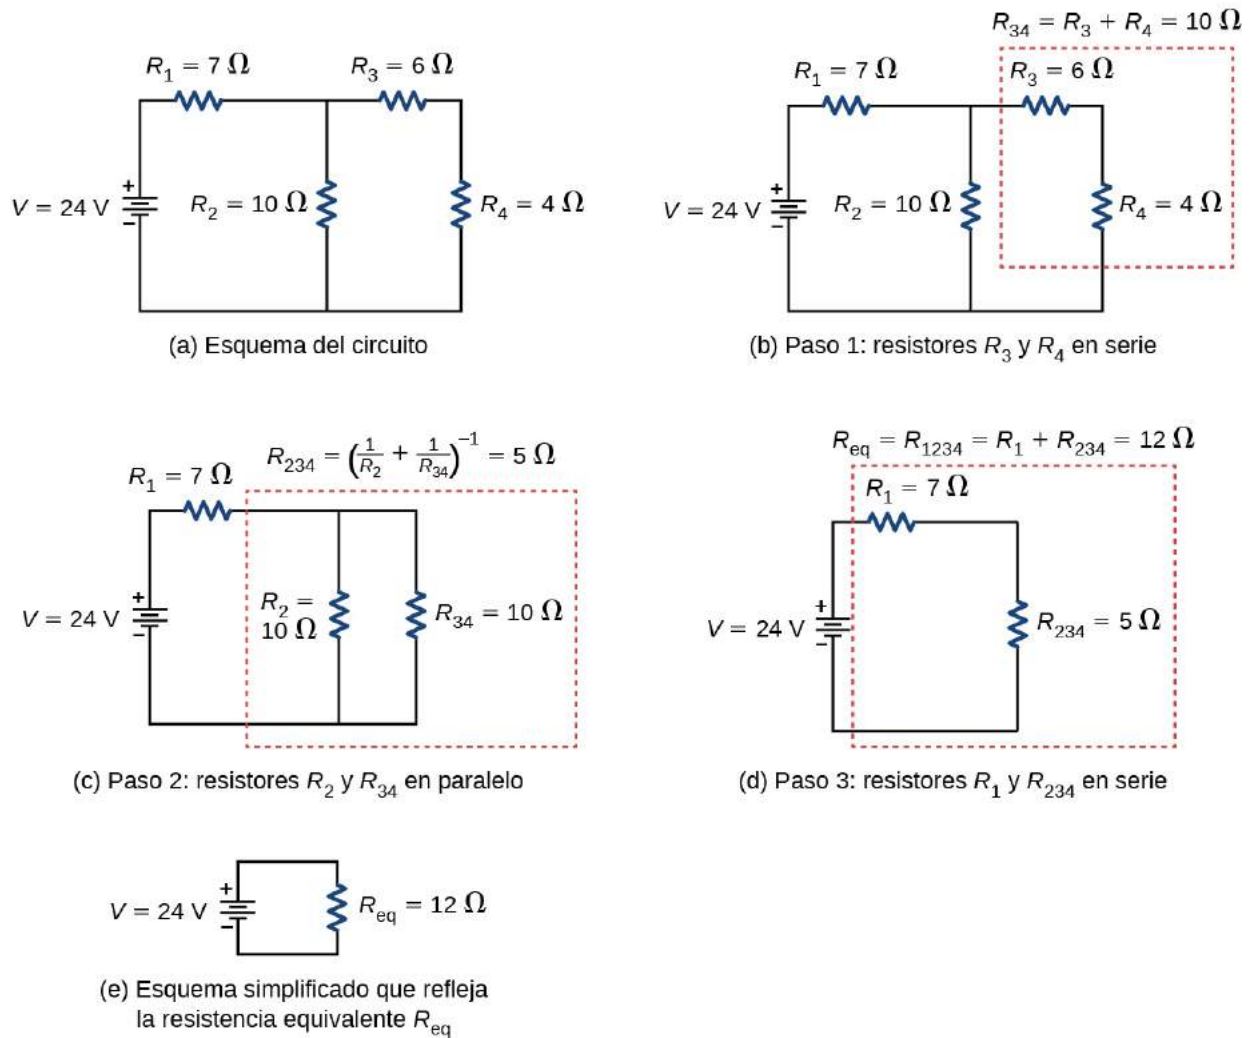 R₁ = 7 Ω
R₃ = 6 Ω
V = 24 V
+
−
R₂ = 10 Ω
R₄ = 4 Ω
(a) Esquema del circuito
R₃₄ = R₃ + R₄ = 10 Ω
R₁ = 7 Ω
R₃ = 6 Ω
V = 24 V
+
−
R₂ = 10 Ω
R₄ = 4 Ω
(b) Paso 1: resistores R₃ y R₄ en serie
R₂₃₄ = (1/R₂ + 1/R₃₄)⁻¹ = 5 Ω
R₁ = 7 Ω
V = 24 V
+
−
R₂ =
10 Ω
R₃₄ = 10 Ω
(c) Paso 2: resistores R₂ y R₃₄ en paralelo
Req = R₁₂₃₄ = R₁ + R₂₃₄ = 12 Ω
R₁ = 7 Ω
V = 24 V
+
−
R₂₃₄ = 5 Ω
(d) Paso 3: resistores R₁ y R₂₃₄ en serie
V = 24 V
+
−
Req = 12 Ω
(e) Esquema simplificado que refleja
la resistencia equivalente Req